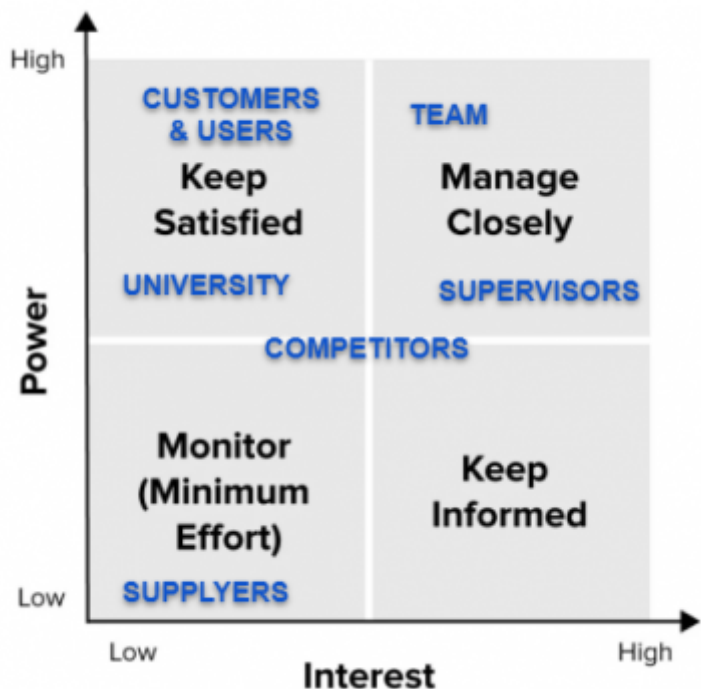 High
CUSTOMERS
& USERS
Keep
Satisfied
UNIVERSITY
TEAM
Manage
Closely
SUPERVISORS
COMPETITORS
Power
Monitor
(Minimum
Effort)
SUPPLYERS
Keep
Informed
Low
Low
High
Interest